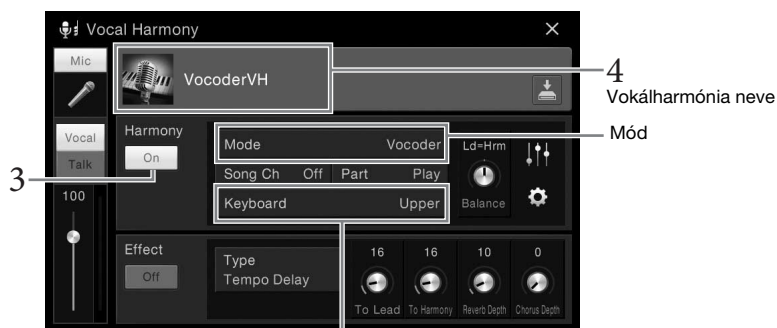 Vocal Harmony
Mic
VocoderVH
4
Vokálharmónia neve
Vocal
Talk
100
Harmony
On
3
Mode Vocoder
Mód
Song Ch Off Part Play
Keyboard Upper
Ld=Hrm
Balance
Effect
Off
Type
Tempo Delay
16 16 10 0
To Lead To Harmony Reverb Depth Chorus Depth